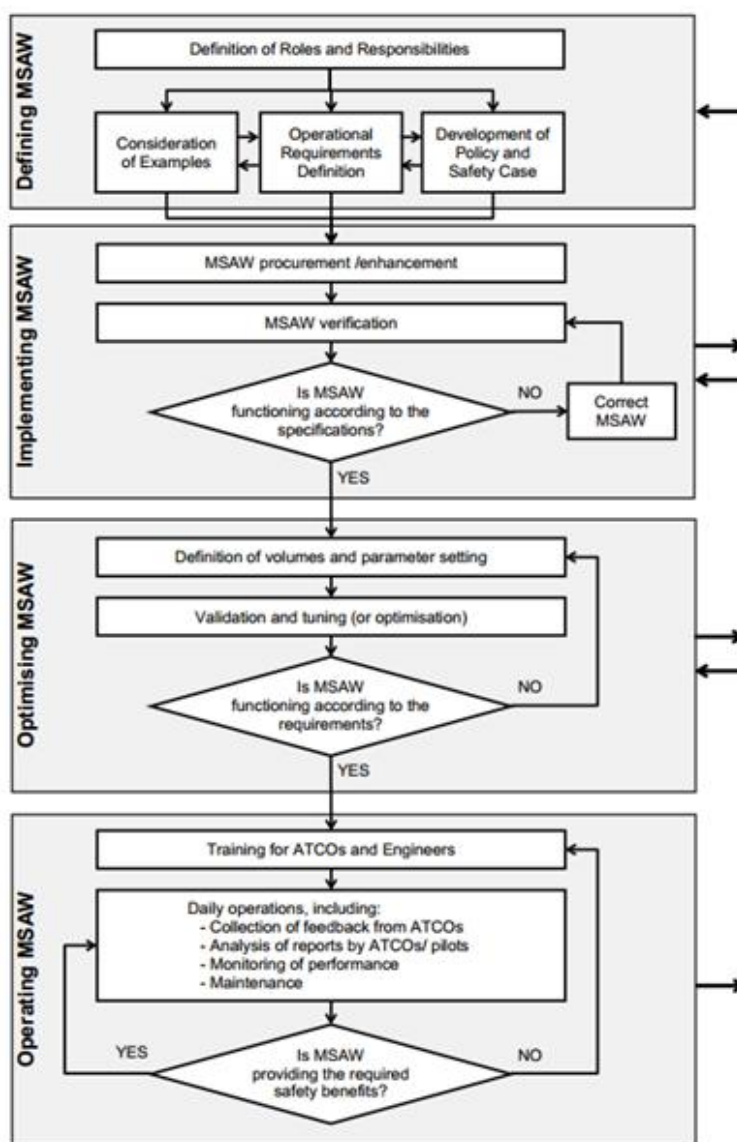 Defining MSAW
Definition of Roles and Responsibilities
Consideration
of Examples
Operational
Requirements
Definition
Development of
Policy and
Safety Case
Implementing MSAW
MSAW procurement /enhancement
MSAW verification
Is MSAW
functioning according to the
specifications?
NO
Correct
MSAW
YES
Optimising MSAW
Definition of volumes and parameter setting
Validation and tuning (or optimisation)
Is MSAW
functioning according to the
requirements?
NO
YES
Operating MSAW
Training for ATCOs and Engineers
Daily operations, including:
- Collection of feedback from ATCOs
- Analysis of reports by ATCOs/ pilots
- Monitoring of performance
- Maintenance
YES
Is MSAW
providing the required
safety benefits?
NO